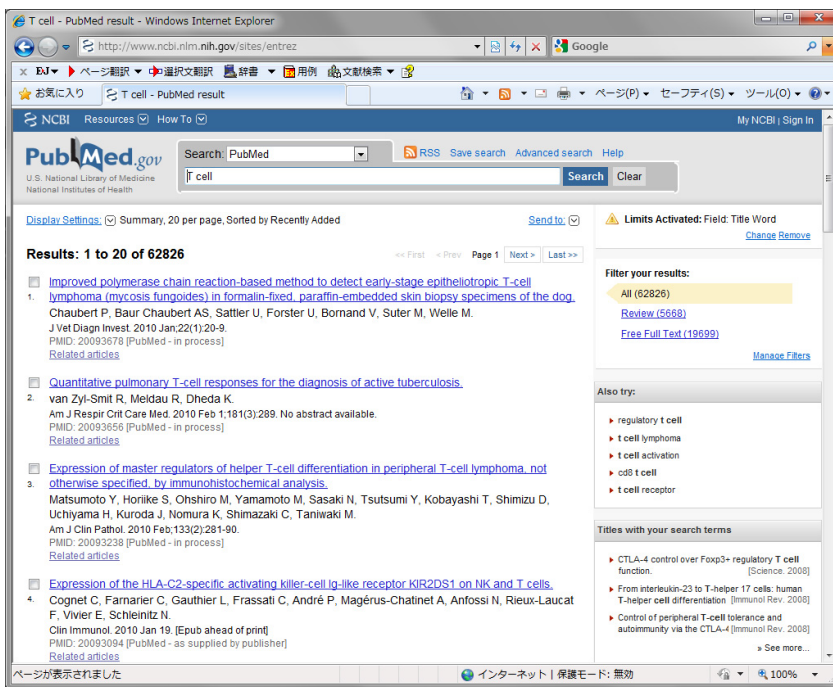 T cell - PubMed result - Windows Internet Explorer
http://www.ncbi.nlm.nih.gov/sites/entrez
Google
x ページ翻訳 選択文翻訳 辞書 用例 文献検索
お気に入り T cell - PubMed result ページ(P) セーフティ(S) ツール(O)
NCBI Resources How To My NCBI | Sign In
PubMed.gov
U.S. National Library of Medicine
National Institutes of Health
Search: PubMed
RSS Save search Advanced search Help
T cell
Search Clear
Display Settings: Summary, 20 per page, Sorted by Recently Added Send to:
Results: 1 to 20 of 62826
<< First < Prev Page 1 Next > Last >>
1. Improved polymerase chain reaction-based method to detect early-stage epitheliotropic T-cell
lymphoma (mycosis fungoides) in formalin-fixed, paraffin-embedded skin biopsy specimens of the dog.
Chaubert P, Baur Chaubert AS, Sattler U, Forster U, Bornand V, Suter M, Welle M.
J Vet Diagn Invest. 2010 Jan;22(1):20-9.
PMID: 20093678 [PubMed - in process]
Related articles
2. Quantitative pulmonary T-cell responses for the diagnosis of active tuberculosis.
van Zyl-Smit R, Meldau R, Dheda K.
Am J Respir Crit Care Med. 2010 Feb 1;181(3):289. No abstract available.
PMID: 20093656 [PubMed - in process]
Related articles
3. Expression of master regulators of helper T-cell differentiation in peripheral T-cell lymphoma, not
otherwise specified, by immunohistochemical analysis.
Matsumoto Y, Horiike S, Ohshiro M, Yamamoto M, Sasaki N, Tsutsumi Y, Kobayashi T, Shimizu D,
Uchiyama H, Kuroda J, Nomura K, Shimazaki C, Taniwaki M.
Am J Clin Pathol. 2010 Feb;133(2):281-90.
PMID: 20093238 [PubMed - in process]
Related articles
4. Expression of the HLA-C2-specific activating killer-cell Ig-like receptor KIR2DS1 on NK and T cells.
Cognet C, Farnarier C, Gauthier L, Frassati C, André P, Magérus-Chatinet A, Anfossi N, Rieux-Laucat
F, Vivier E, Schleinitz N.
Clin Immunol. 2010 Jan 19. [Epub ahead of print]
PMID: 20093094 [PubMed - as supplied by publisher]
Related articles
Limits Activated: Field: Title Word
Change Remove
Filter your results:
All (62826)
Review (5668)
Free Full Text (19699)
Manage Filters
Also try:
regulatory t cell
t cell lymphoma
t cell activation
cd8 t cell
t cell receptor
Titles with your search terms
CTLA-4 control over Foxp3+ regulatory T cell
function. [Science. 2008]
From interleukin-23 to T-helper 17 cells: human
T-helper cell differentiation [Immunol Rev. 2008]
Control of peripheral T-cell tolerance and
autoimmunity via the CTLA-4 [Immunol Rev. 2008]
» See more...
ページが表示されました インターネット | 保護モード: 無効 100%